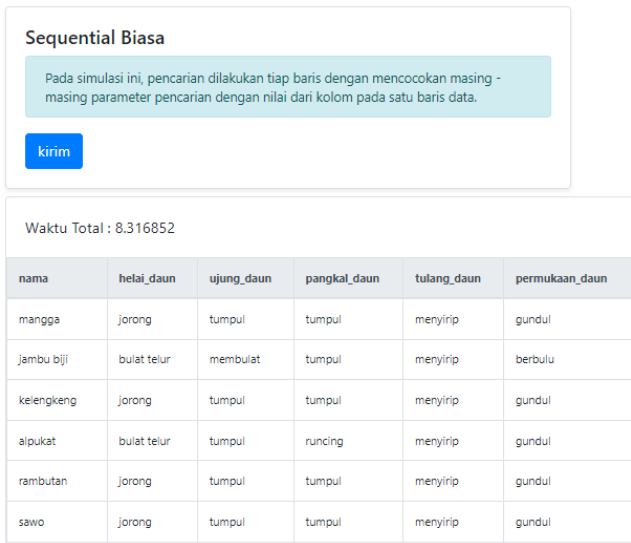 Sequential Biasa
Pada simulasi ini, pencarian dilakukan tiap baris dengan mencocokan masing -
masing parameter pencarian dengan nilai dari kolom pada satu baris data.
kirim
Waktu Total : 8.316852
nama helai_daun ujung_daun pangkal_daun tulang_daun permukaan_daun
mangga jorong tumpul tumpul menyirip gundul
jambu biji bulat telur membulat tumpul menyirip berbulu
kelengkeng jorong tumpul tumpul menyirip gundul
alpukat bulat telur tumpul runcing menyirip gundul
rambutan jorong tumpul tumpul menyirip gundul
sawo jorong tumpul tumpul menyirip gundul